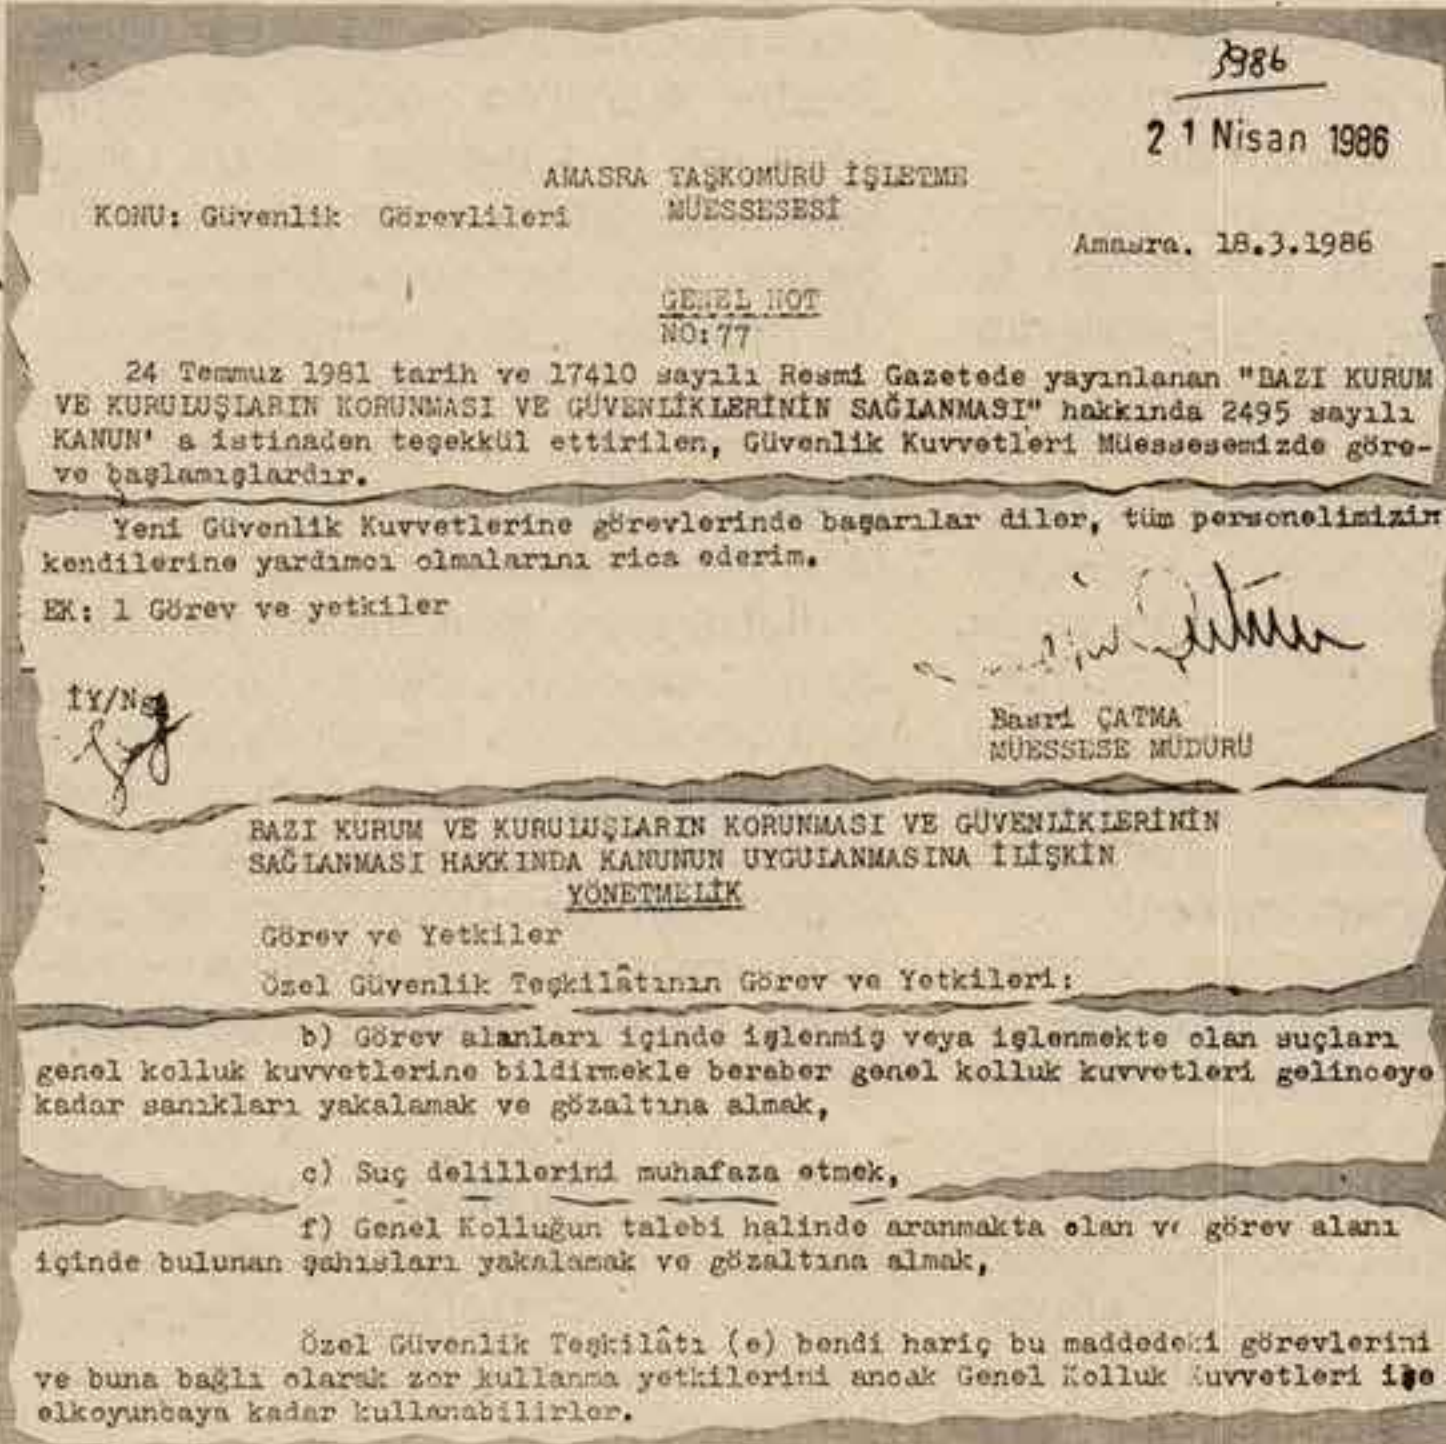 3986
21 Nisan 1986
AMASRA TAŞKÖMÜRÜ İŞLETME
MÜESSESESİ
KONU: Güvenlik Görevlileri
Amasra. 18.3.1986
GENEL NOT
NO:77
24 Temmuz 1981 tarih ve 17410 sayılı Resmi Gazetede yayınlanan "BAZI KURUM
VE KURULUŞLARIN KORUNMASI VE GÜVENLİKLERİNİN SAĞLANMASI" hakkında 2495 sayılı
KANUN' a istinaden teşekkül ettirilen, Güvenlik Kuvvetleri Müessesemizde göre-
ve başlamışlardır.
Yeni Güvenlik Kuvvetlerine görevlerinde başarılar diler, tüm personelimizin
kendilerine yardımcı olmalarını rica ederim.
EK: 1 Görev ve yetkiler
İY/
Basri ÇATMA
MÜESSESE MÜDÜRÜ
BAZI KURUM VE KURULUŞLARIN KORUNMASI VE GÜVENLİKLERİNİN
SAĞLANMASI HAKKINDA KANUNUN UYGULANMASINA İLİŞKİN
YÖNETMELİK
Görev ve Yetkiler
Özel Güvenlik Teşkilâtının Görev ve Yetkileri:
b) Görev alanları içinde işlenmiş veya işlenmekte olan suçları
genel kolluk kuvvetlerine bildirmekle beraber genel kolluk kuvvetleri gelinceye
kadar sanıkları yakalamak ve gözaltına almak,
c) Suç delillerini muhafaza etmek,
f) Genel Kolluğun talebi halinde aranmakta olan ve görev alanı
içinde bulunan şahısları yakalamak ve gözaltına almak,
Özel Güvenlik Teşkilâtı (e) bendi hariç bu maddedeki görevlerini
ve buna bağlı olarak zor kullanma yetkilerini ancak Genel Kolluk Kuvvetleri işe
elkoyuncaya kadar kullanabilirler.